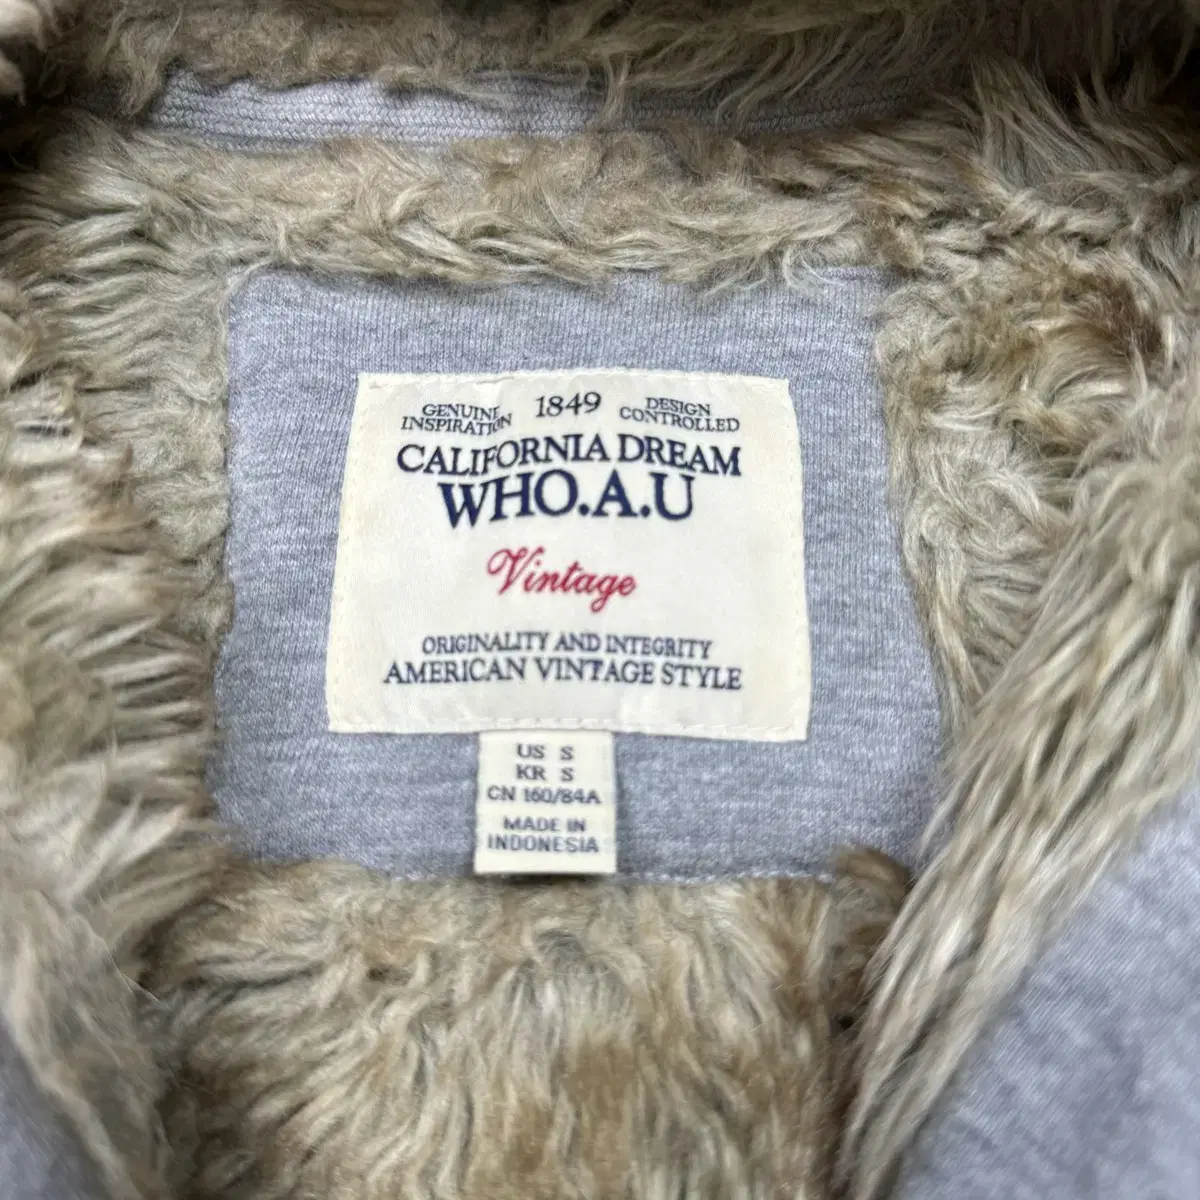 GENUINE INSPIRATION
1849
DESIGN CONTROLLED
CALIFORNIA DREAM
WHO.A.U
Vintage
ORIGINALITY AND INTEGRITY
AMERICAN VINTAGE STYLE
US S
KR S
CN 160/84A
MADE IN
INDONESIA